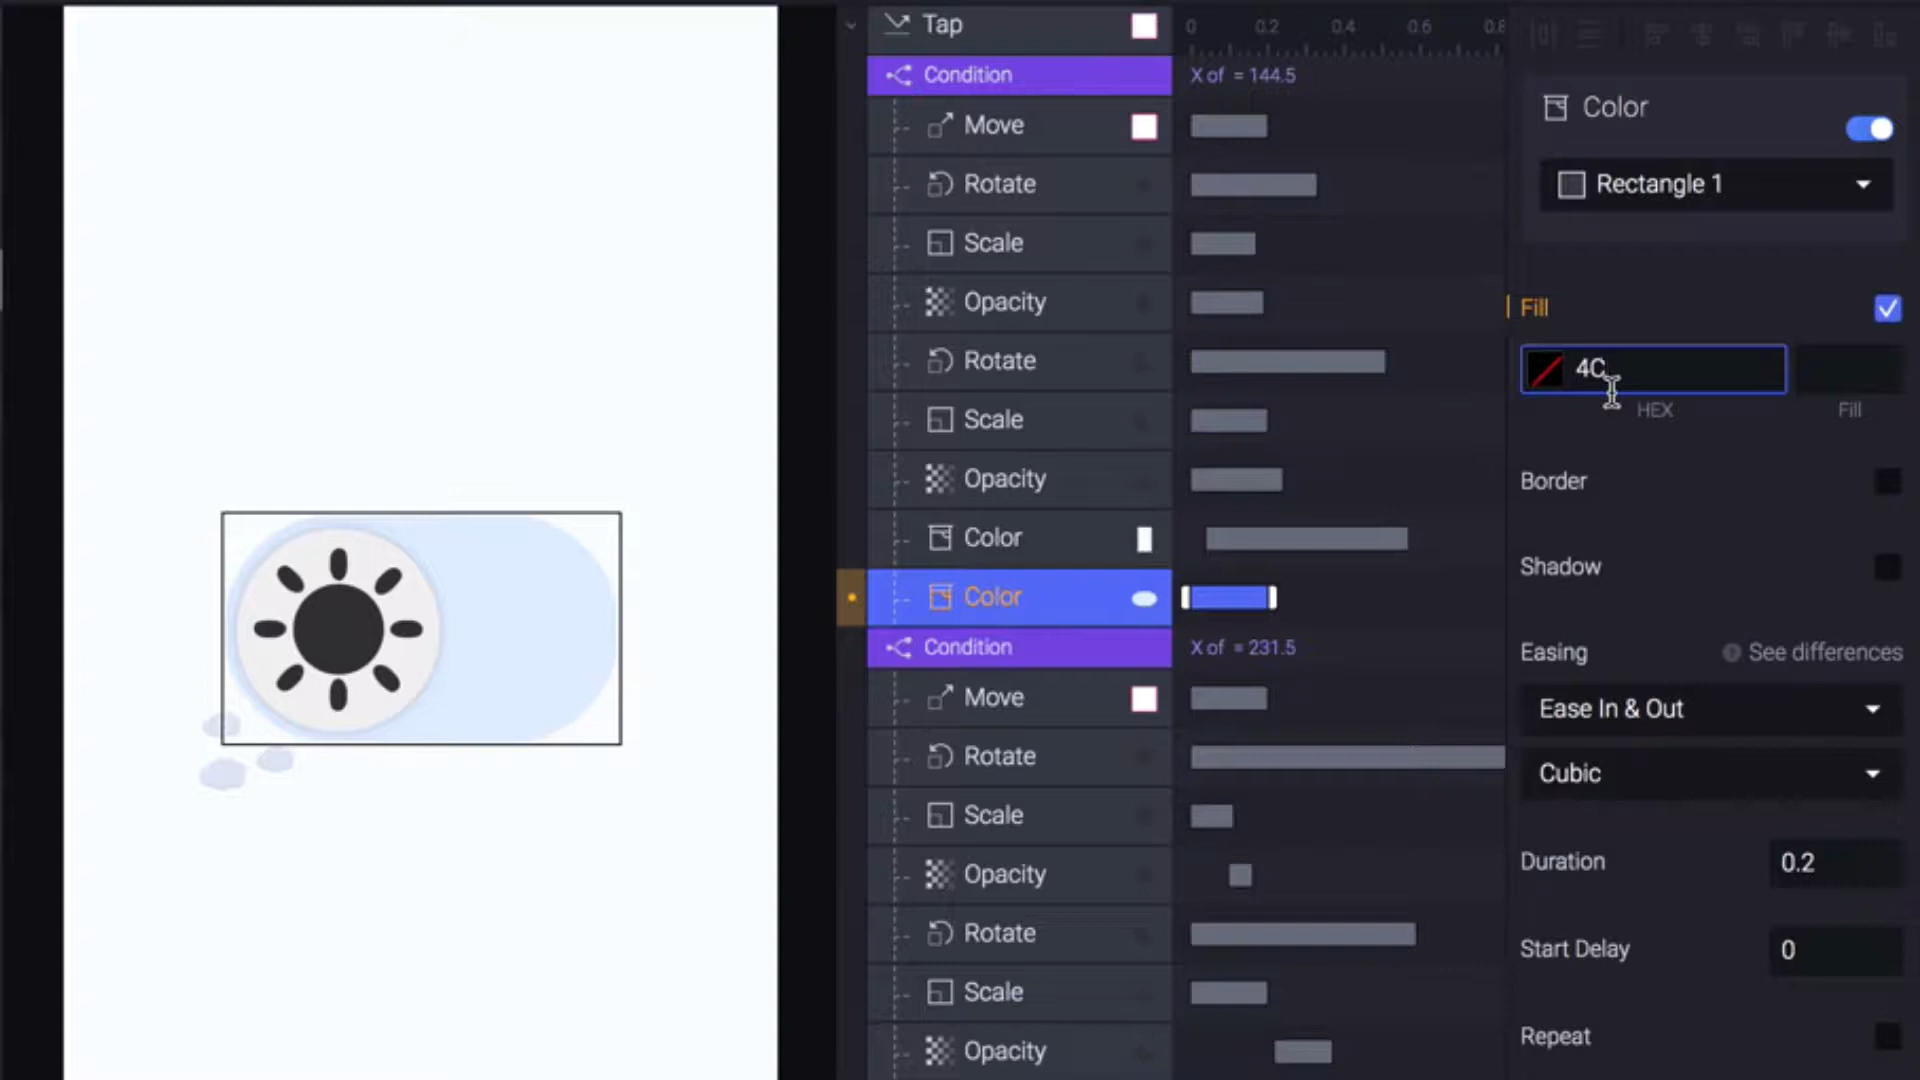 Tap
0 0.2 0.4 0.6 0.8
Condition
X of = 144.5
Move
Rotate
Scale
Opacity
Rotate
Scale
Opacity
Color
Color
Condition
X of = 231.5
Move
Rotate
Scale
Opacity
Rotate
Scale
Opacity
Color
Rectangle 1
Fill
4C
HEX
Fill
Border
Shadow
Easing
See differences
Ease In & Out
Cubic
Duration
0.2
Start Delay
0
Repeat